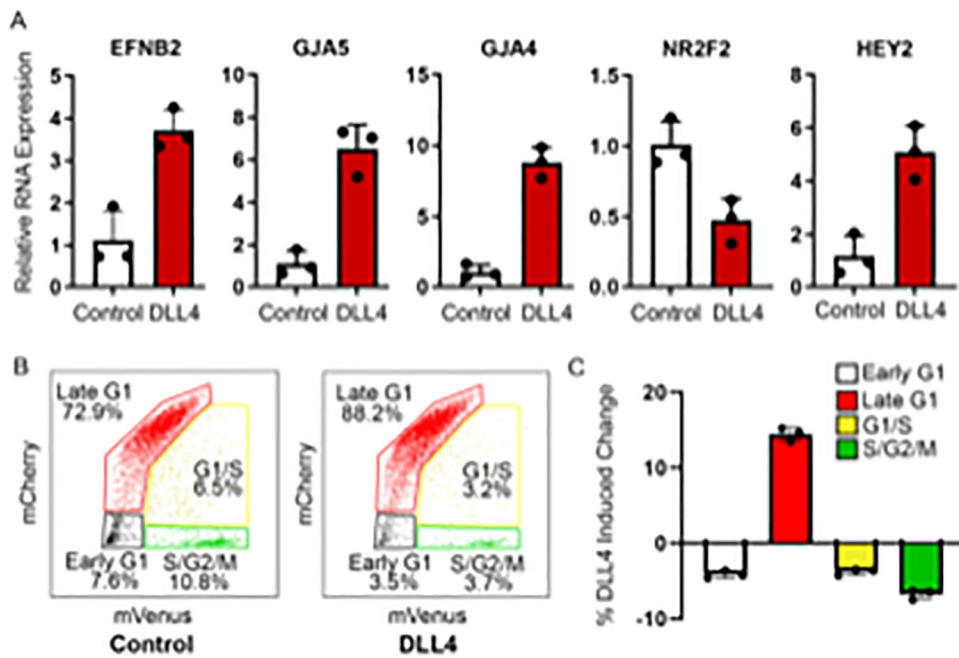 A
EFNB2
GJA5
GJA4
NR2F2
HEY2
Relative RNA Expression
5
4
3
2
1
0
10
8
6
4
2
0
15
10
5
0
1.5
1.0
0.5
0.0
8
6
4
2
0
Control DLL4
Control DLL4
Control DLL4
Control DLL4
Control DLL4
B
Late G1
72.9%
G1/S
6.5%
Early G1
7.6%
S/G2/M
10.8%
mCherry
mVenus
Control
Late G1
88.2%
G1/S
3.2%
Early G1
3.5%
S/G2/M
3.7%
mCherry
mVenus
DLL4
C
% DLL4 Induced Change
20
10
0
-10
Early G1
Late G1
G1/S
S/G2/M